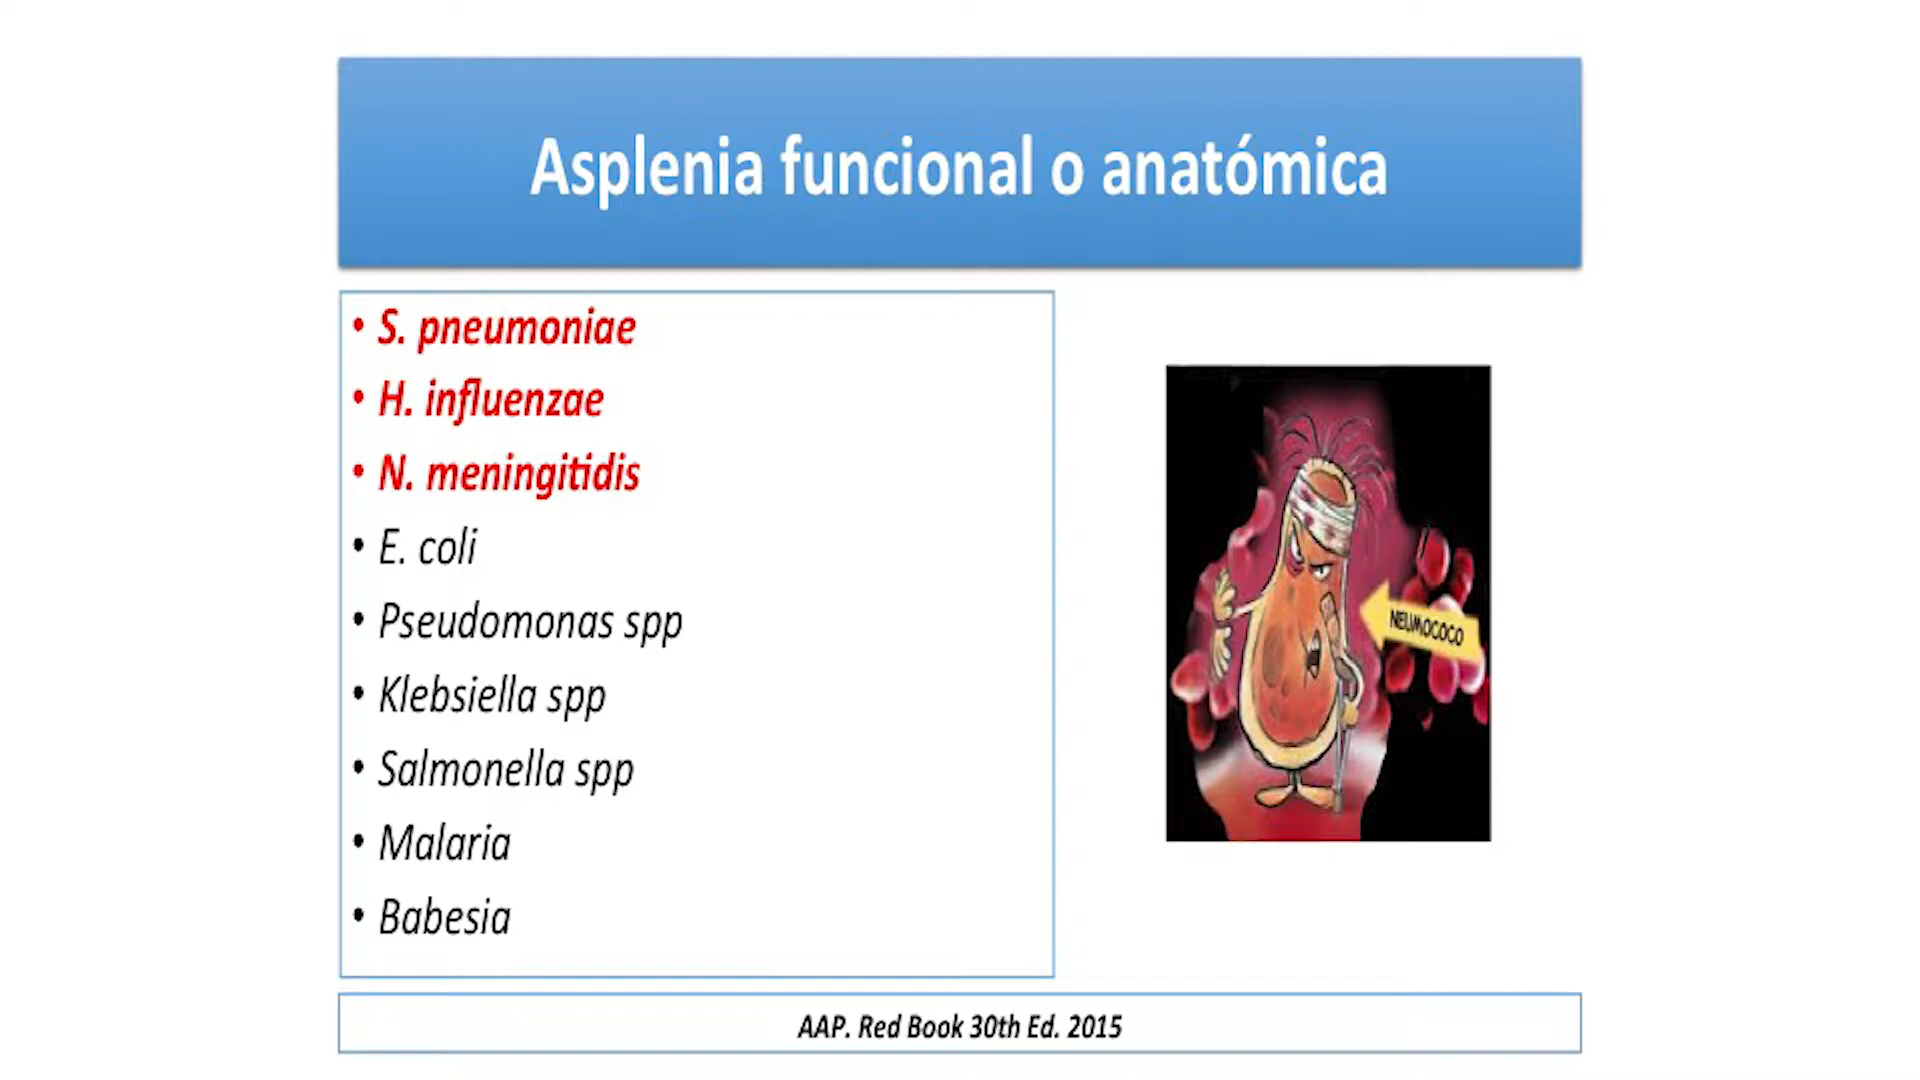 Asplenia funcional o anatómica
• S. pneumoniae
• H. influenzae
• N. meningitidis
• E. coli
• Pseudomonas spp
• Klebsiella spp
• Salmonella spp
• Malaria
• Babesia
NEUMOCOCO
AAP. Red Book 30th Ed. 2015